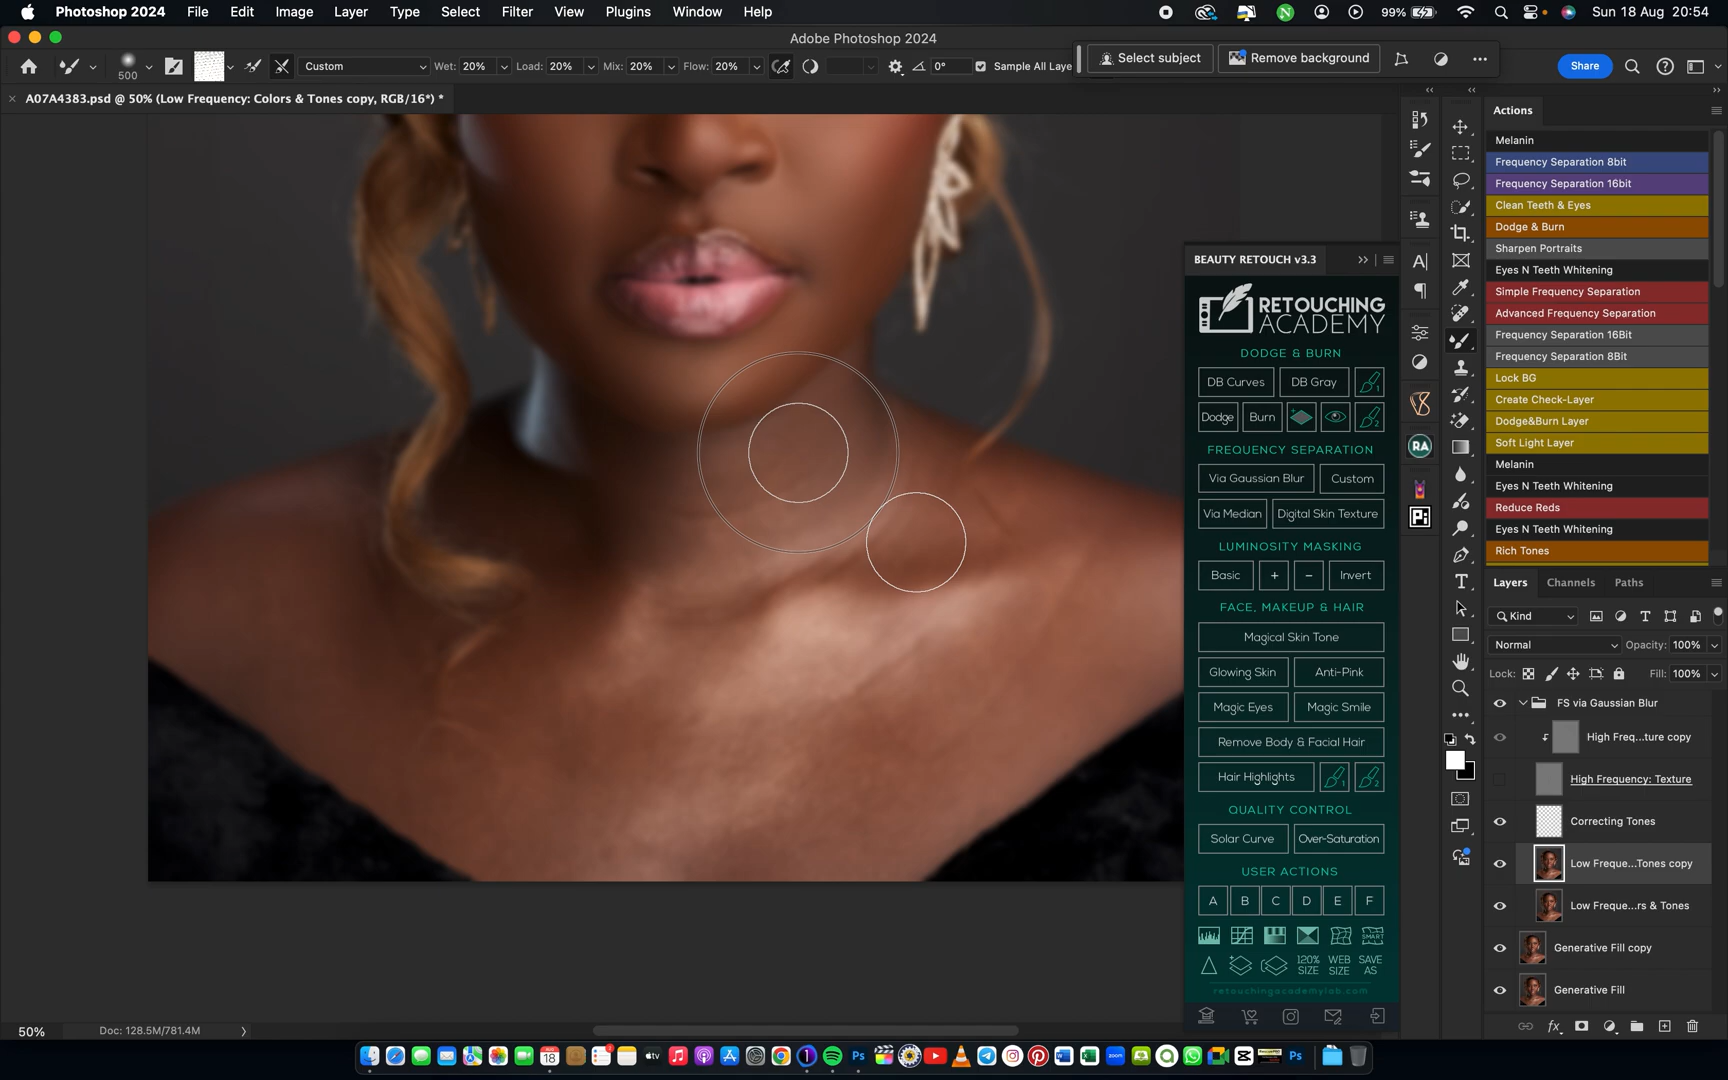 Photoshop 2024 File Edit Image Layer Type Select Filter View Plugins Window Help 99% Sun 18 Aug 20:54
Adobe Photoshop 2024
500 Custom Wet: 20% Load: 20% Mix: 20% Flow: 20% 0° Sample All Laye
Select subject Remove background Share
A07A4383.psd @ 50% (Low Frequency: Colors & Tones copy, RGB/16*) *
Actions
Melanin
Frequency Separation 8bit
Frequency Separation 16bit
Clean Teeth & Eyes
Dodge & Burn
Sharpen Portraits
Eyes N Teeth Whitening
Simple Frequency Separation
Advanced Frequency Separation
Frequency Separation 16Bit
Frequency Separation 8Bit
Lock BG
Create Check-Layer
Dodge&Burn Layer
Soft Light Layer
Melanin
Eyes N Teeth Whitening
Reduce Reds
Eyes N Teeth Whitening
Rich Tones
BEAUTY RETOUCH v3.3
RETOUCHING
ACADEMY
DODGE & BURN
DB Curves DB Gray 1
Dodge Burn 2
FREQUENCY SEPARATION
Via Gaussian Blur Custom
Via Median Digital Skin Texture
LUMINOSITY MASKING
Basic + − Invert
FACE, MAKEUP & HAIR
Magical Skin Tone
Glowing Skin Anti-Pink
Magic Eyes Magic Smile
Remove Body & Facial Hair
Hair Highlights 1 2
QUALITY CONTROL
Solar Curve Over-Saturation
USER ACTIONS
A B C D E F
SMART
120% SIZE WEB SIZE SAVE AS
retouchingacademylab.com
RA
Pi
Layers Channels Paths
Kind
Normal Opacity: 100%
Lock: Fill: 100%
FS via Gaussian Blur
High Freq...ture copy
High Frequency: Texture
Correcting Tones
Low Freque...Tones copy
Low Freque...rs & Tones
Generative Fill copy
Generative Fill
fx
50% Doc: 128.5M/781.4M